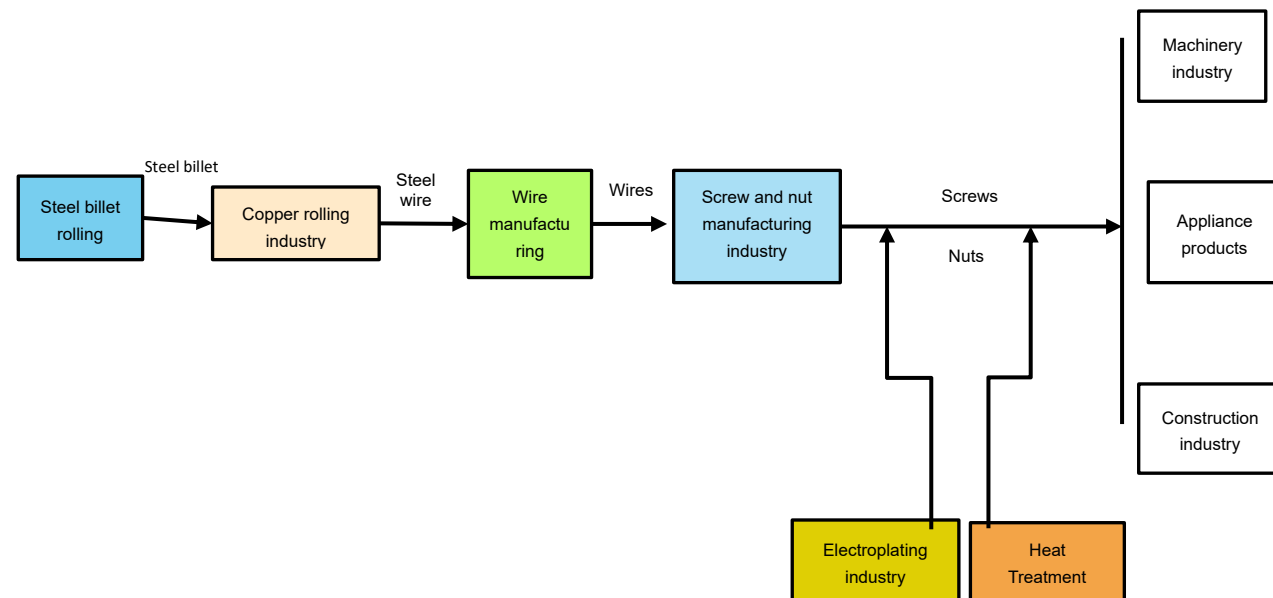 Machinery
industry
Steel billet
Steel billet
rolling
Copper rolling
industry
Steel
wire
Wire
manufactu
ring
Wires
Screw and nut
manufacturing
industry
Screws
Nuts
Appliance
products
Construction
industry
Electroplating
industry
Heat
Treatment